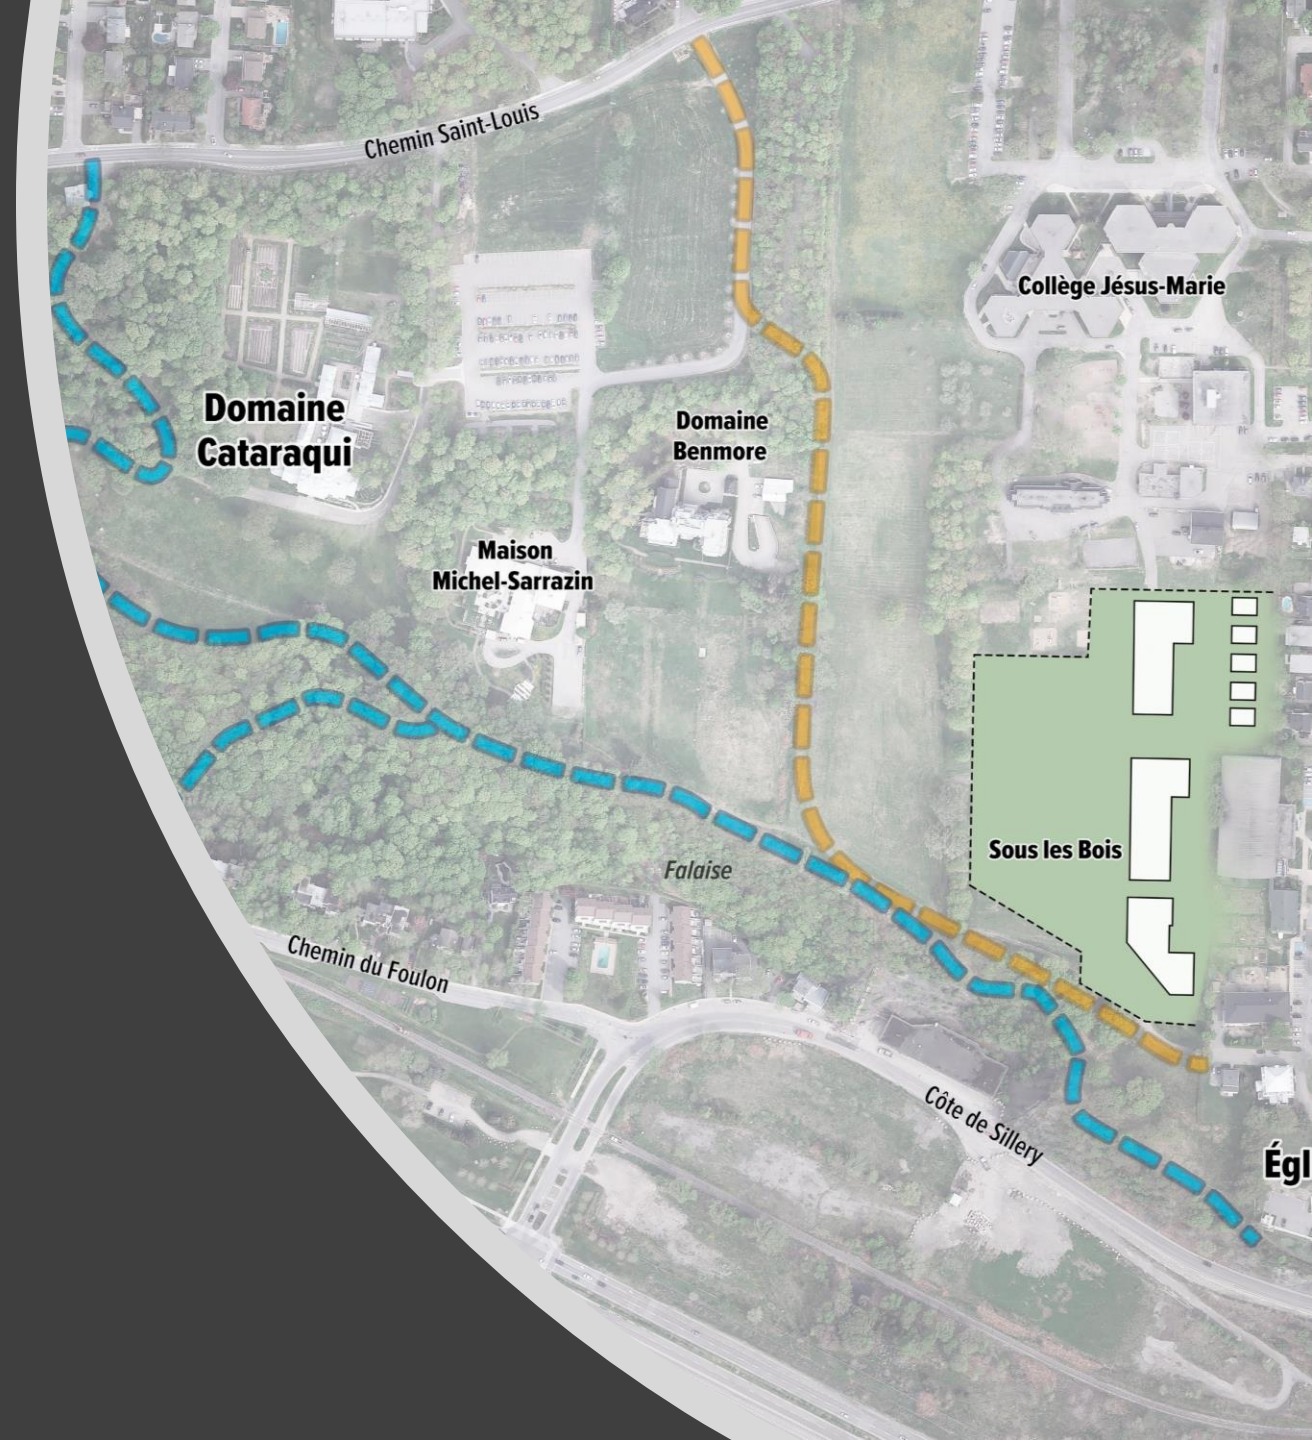 Chemin Saint-Louis
Collège Jésus-Marie
Domaine
Cataraqui
Domaine
Benmore
Maison
Michel-Sarrazin
Sous les Bois
Falaise
Chemin du Foulon
Côte de Sillery
Égl